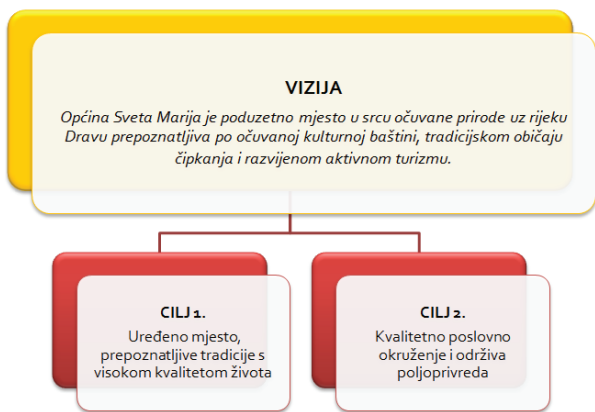 VIZIJA
Općina Sveta Marija je poduzetno mjesto u srcu očuvane prirode uz rijeku
Dravu prepoznatljiva po očuvanoj kulturnoj baštini, tradicijskom običaju
čipkanja i razvijenom aktivnom turizmu.
CILJ 1.
Uređeno mjesto,
prepoznatljive tradicije s
visokom kvalitetom života
CILJ 2.
Kvalitetno poslovno
okruženje i održiva
poljoprivreda